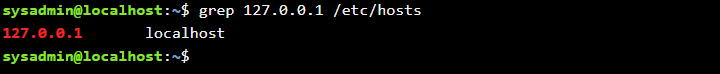 sysadmin@localhost:~$ grep 127.0.0.1 /etc/hosts
127.0.0.1       localhost
sysadmin@localhost:~$